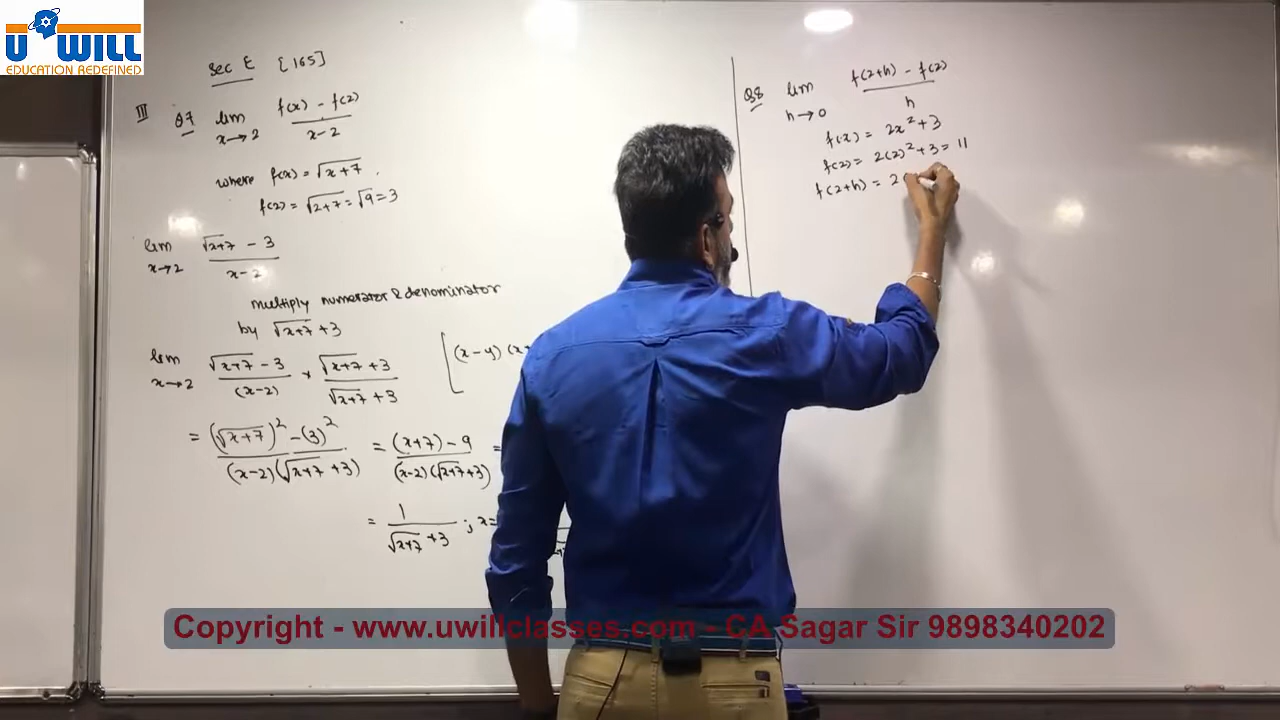 U WILL
EDUCATION REDEFINED
Sec E [165]
III Q7 lim x→2 f(x) - f(2) / x-2
where f(x) = √x+7 .
f(2) = √2+7 = √9 = 3
lim x→2 √x+7 - 3 / x-2
multiply numerator & denominator
by √x+7 + 3
lim x→2 √x+7 - 3 / (x-2) × √x+7 + 3 / √x+7 + 3
[ (x-y) (x+
= (√x+7)² - (3)² / (x-2)(√x+7 + 3) = (x+7) - 9 / (x-2)(√x+7+3) =
= 1 / √x+7 + 3 ; x=
Q8 lim h→0 f(2+h) - f(2) / h
f(x) = 2x² + 3
f(2) = 2(2)² + 3 = 11
f(2+h) = 2
Copyright - www.uwillclasses.com - CA Sagar Sir 9898340202